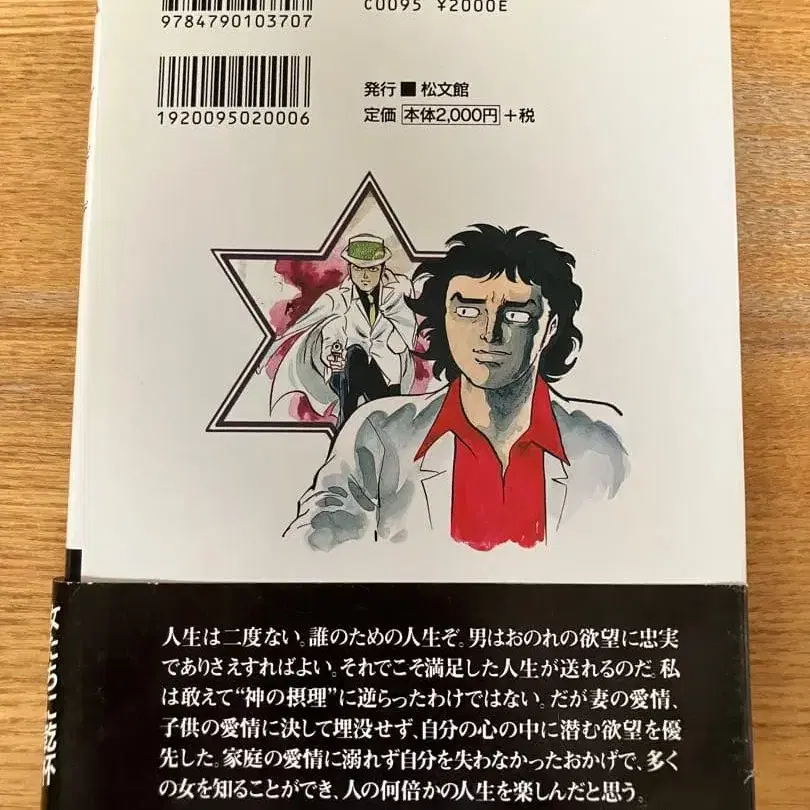 9784790103707
C0095 ¥2000E
1920095020006
発行■松文館
定価 本体2,000円 +税
人生は二度ない。誰のための人生ぞ。男はおのれの欲望に忠実
でありさえすればよい。それでこそ満足した人生が送れるのだ。私
は敢えて“神の摂理”に逆らったわけではない。だが妻の愛情、
子供の愛情に決して埋没せず、自分の心の中に潜む欲望を優
先した。家庭の愛情に溺れず自分を失わなかったおかげで、多く
の女を知ることができ、人の何倍かの人生を楽しんだと思う。